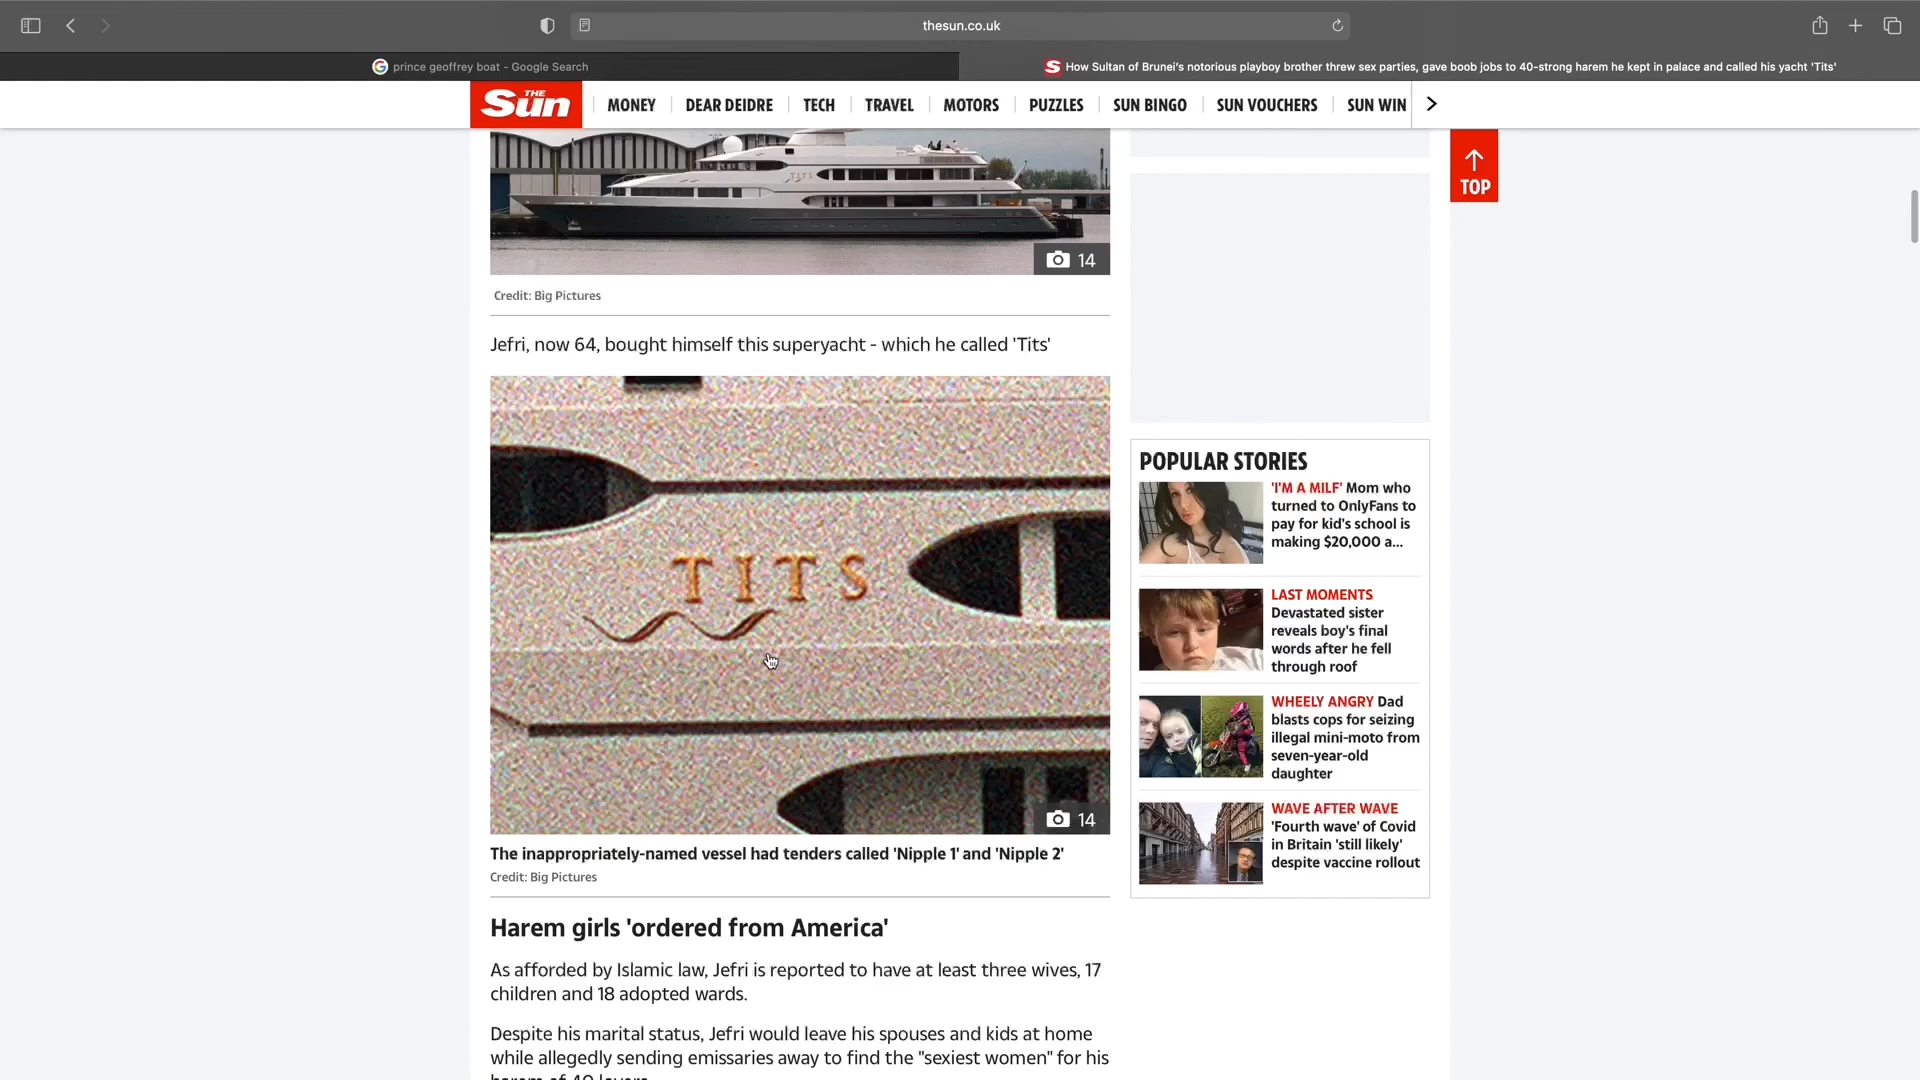 thesun.co.uk
prince geoffrey boat - Google Search
S How Sultan of Brunei's notorious playboy brother threw sex parties, gave boob jobs to 40-strong harem he kept in palace and called his yacht 'Tits'
THE Sun
MONEY
DEAR DEIDRE
TECH
TRAVEL
MOTORS
PUZZLES
SUN BINGO
SUN VOUCHERS
SUN WIN
TOP
TITS
14
Credit: Big Pictures
Jefri, now 64, bought himself this superyacht - which he called 'Tits'
TITS
14
The inappropriately-named vessel had tenders called 'Nipple 1' and 'Nipple 2'
Credit: Big Pictures
Harem girls 'ordered from America'
As afforded by Islamic law, Jefri is reported to have at least three wives, 17
children and 18 adopted wards.
Despite his marital status, Jefri would leave his spouses and kids at home
while allegedly sending emissaries away to find the "sexiest women" for his
harem of 40 lovers.
POPULAR STORIES
'I'M A MILF' Mom who
turned to OnlyFans to
pay for kid's school is
making $20,000 a...
LAST MOMENTS
Devastated sister
reveals boy's final
words after he fell
through roof
WHEELY ANGRY Dad
blasts cops for seizing
illegal mini-moto from
seven-year-old
daughter
WAVE AFTER WAVE
'Fourth wave' of Covid
in Britain 'still likely'
despite vaccine rollout